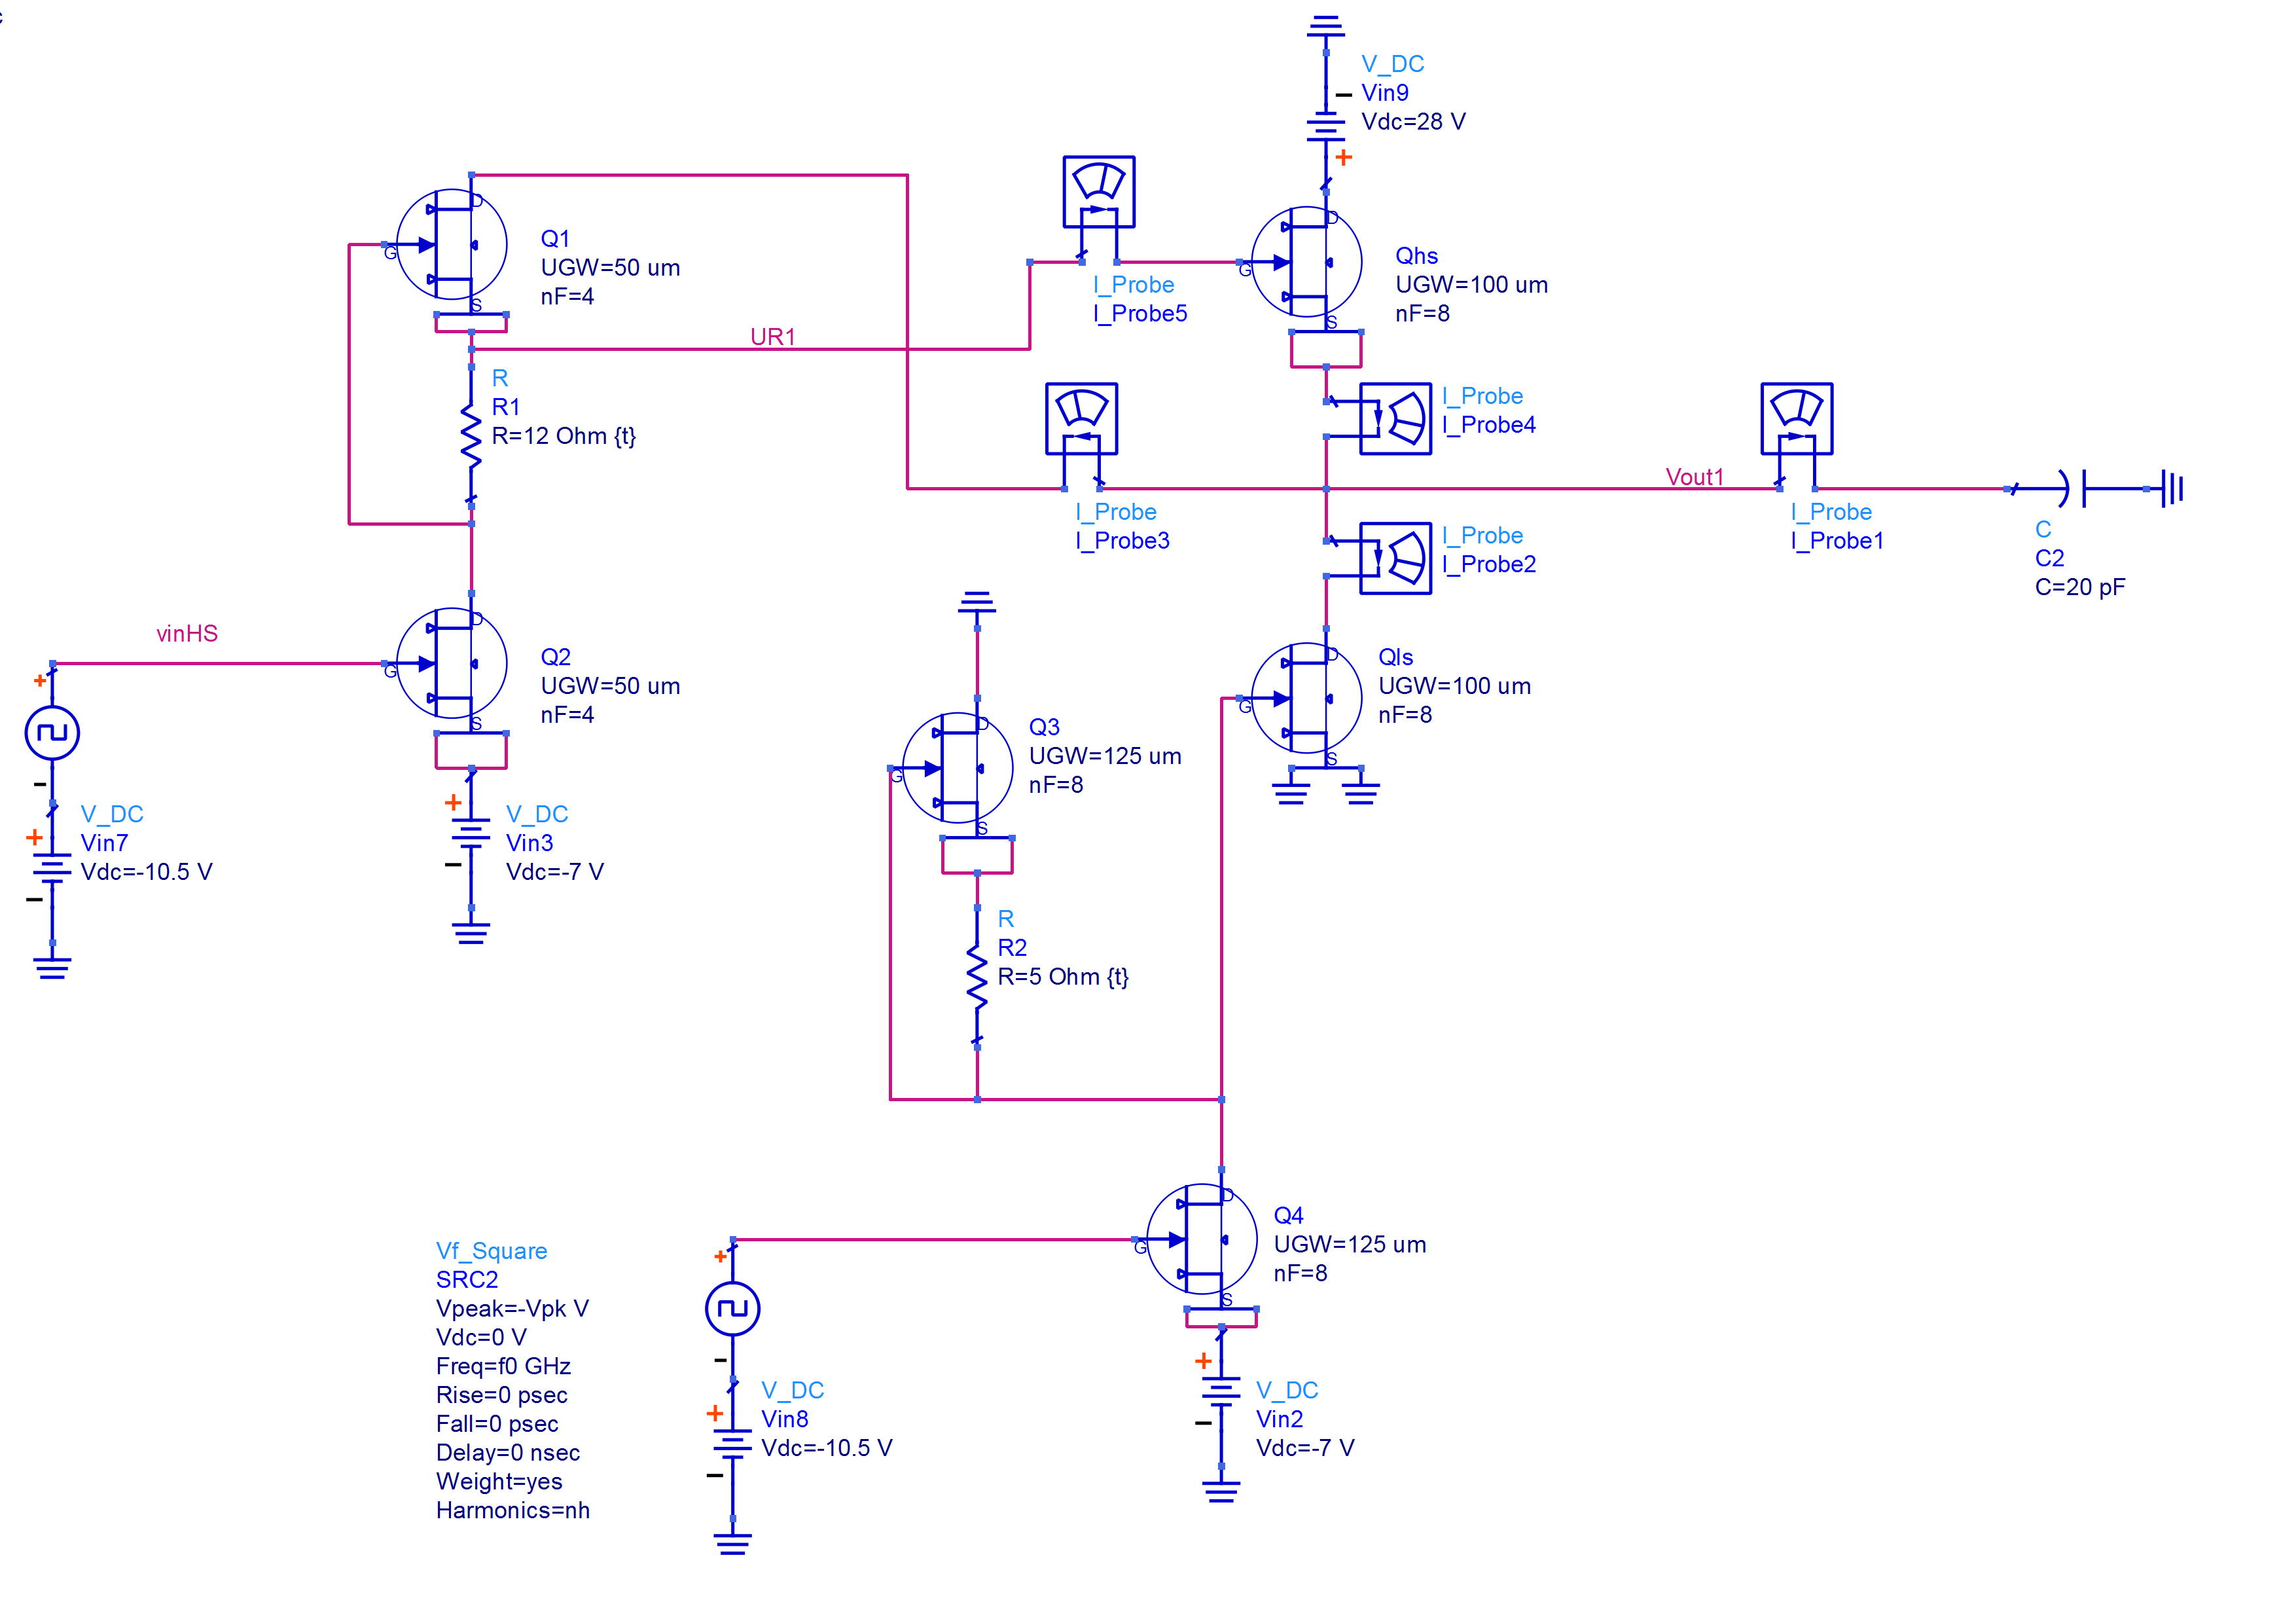 V_DC
Vin9
Vdc=28 V
D
G
S
Q1
UGW=50 um
nF=4
I_Probe
I_Probe5
D
G
S
Qhs
UGW=100 um
nF=8
UR1
R
R1
R=12 Ohm {t}
I_Probe
I_Probe3
I_Probe
I_Probe4
Vout1
I_Probe
I_Probe1
C
C2
C=20 pF
I_Probe
I_Probe2
vinHS
D
G
S
Q2
UGW=50 um
nF=4
V_DC
Vin7
Vdc=-10.5 V
V_DC
Vin3
Vdc=-7 V
D
G
S
Q3
UGW=125 um
nF=8
D
G
S
Qls
UGW=100 um
nF=8
R
R2
R=5 Ohm {t}
D
G
S
Q4
UGW=125 um
nF=8
Vf_Square
SRC2
Vpeak=-Vpk V
Vdc=0 V
Freq=f0 GHz
Rise=0 psec
Fall=0 psec
Delay=0 nsec
Weight=yes
Harmonics=nh
V_DC
Vin8
Vdc=-10.5 V
V_DC
Vin2
Vdc=-7 V